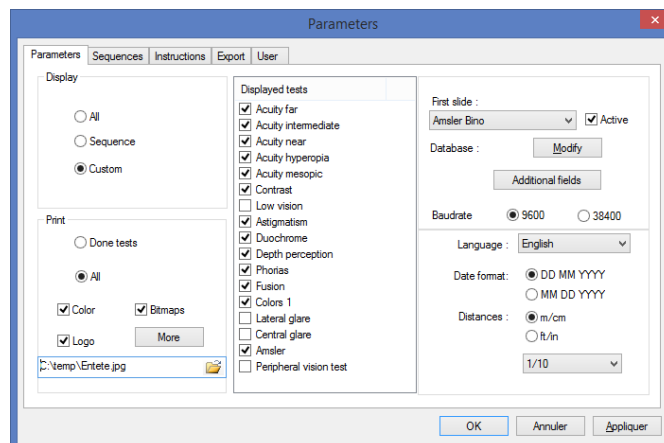 Parameters
Parameters Sequences Instructions Export User
Display
All
Sequence
Custom
Print
Done tests
All
Color Bitmaps
Logo More
C:\temp\Entete.jpg
Displayed tests
Acuity far
Acuity intermediate
Acuity near
Acuity hyperopia
Acuity mesopic
Contrast
Low vision
Astigmatism
Duochrome
Depth perception
Phorias
Fusion
Colors 1
Lateral glare
Central glare
Amsler
Peripheral vision test
First slide :
Amsler Bino Active
Database : Modify
Additional fields
Baudrate 9600 38400
Language : English
Date format: DD MM YYYY
MM DD YYYY
Distances : m/cm
ft/in
1/10
OK Annuler Appliquer